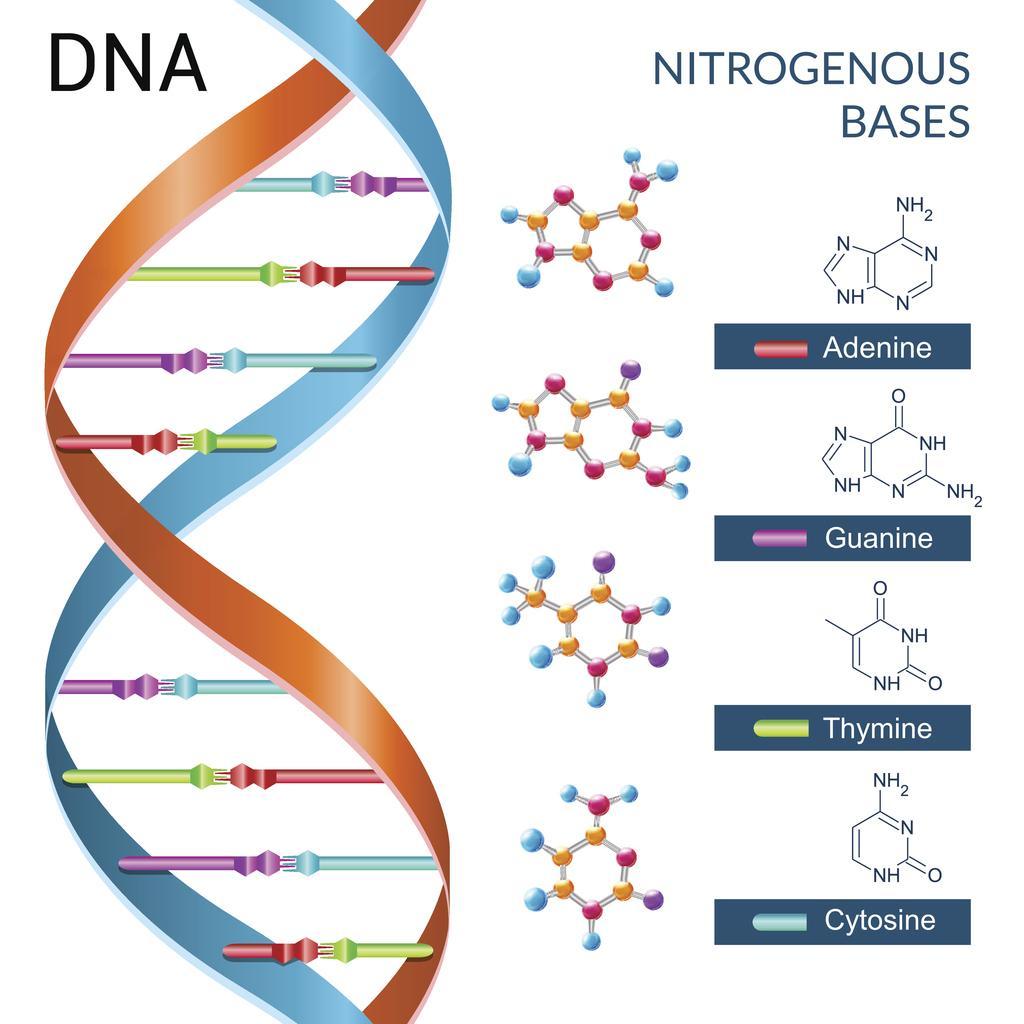 DNA
NITROGENOUS
BASES
NH2
N
N
NH
N
Adenine
O
N
NH
NH
N
NH2
Guanine
O
NH
NH
O
Thymine
NH2
N
NH
O
Cytosine